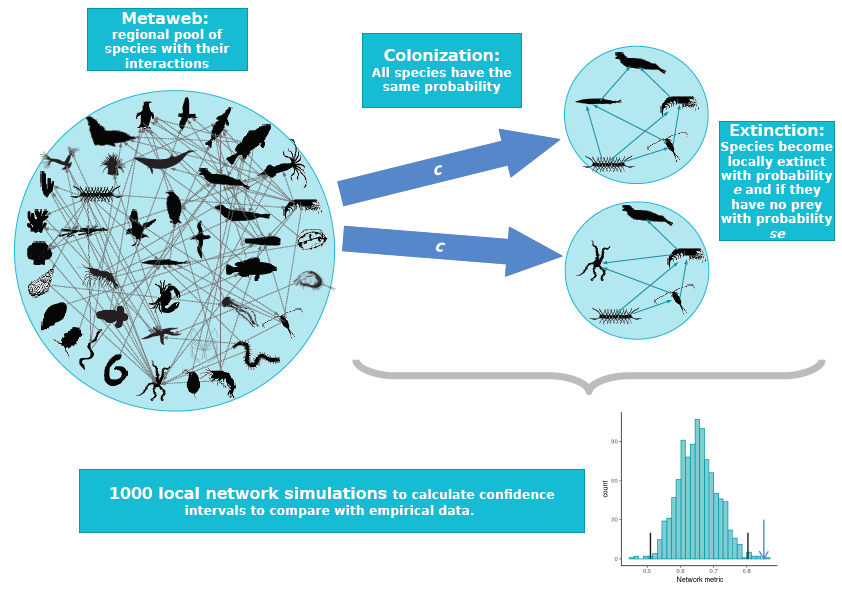 Metaweb:
regional pool of
species with their
interactions
Colonization:
All species have the
same probability
c
c
Extinction:
Species become
locally extinct
with probability
e and if they
have no prey
with probability
se
1000 local network simulations to calculate confidence
intervals to compare with empirical data.
count
90
60
30
0
0.5
0.6
0.7
0.8
Network metric